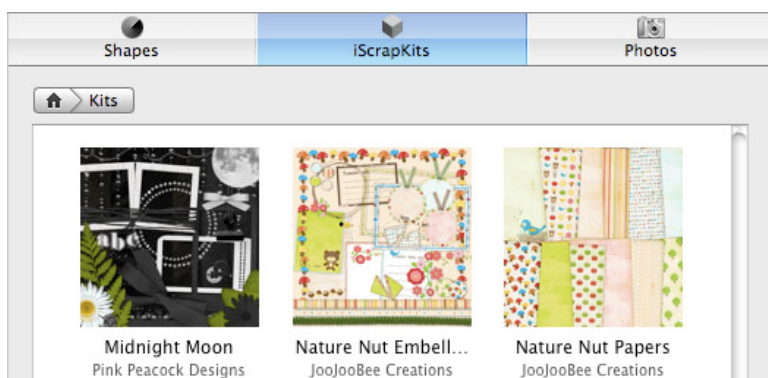 Shapes
iScrapKits
Photos
Kits
abc
Midnight Moon
Nature Nut Embell...
Nature Nut Papers
Pink Peacock Designs
JooJooBee Creations
JooJooBee Creations